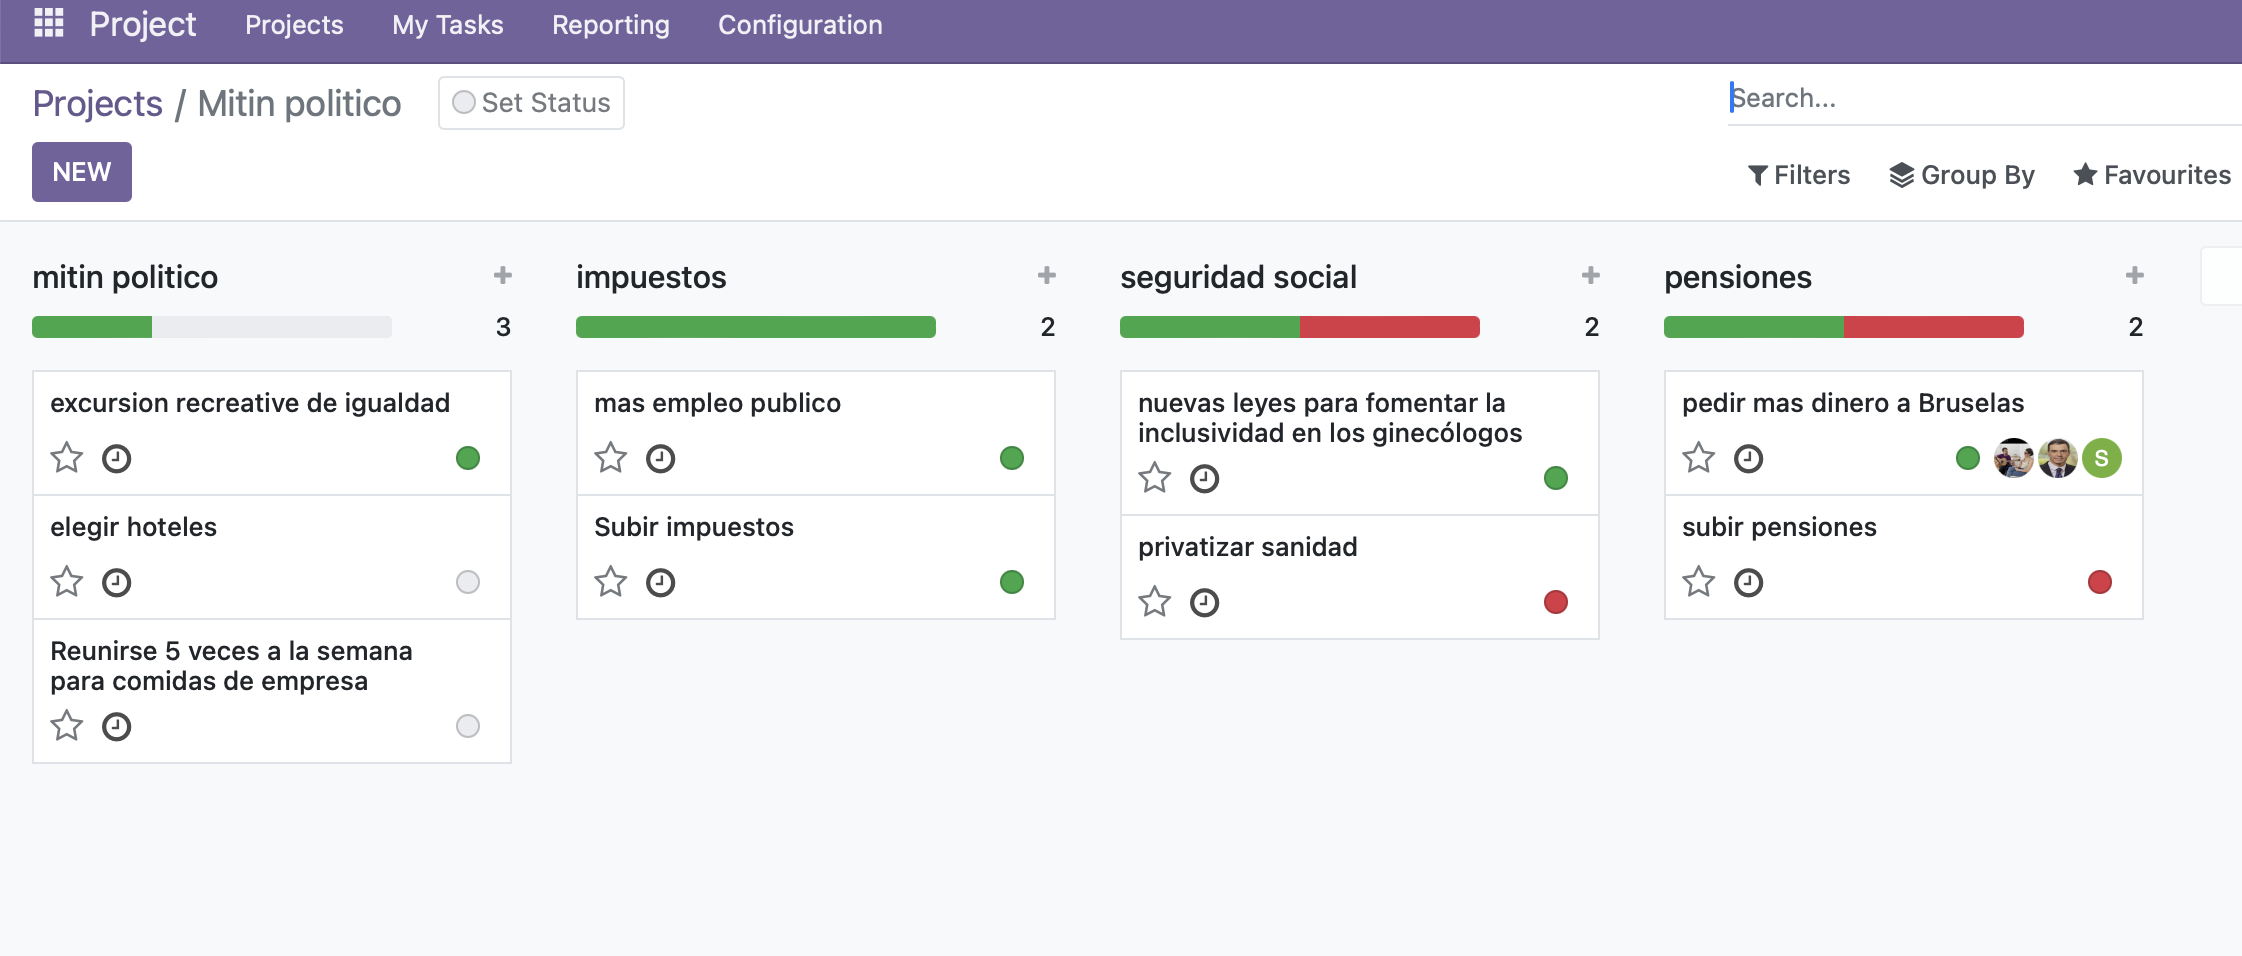 Project Projects My Tasks Reporting Configuration
Projects / Mitin politico Set Status
Search...
NEW
Filters Group By Favourites
mitin politico
3
excursion recreative de igualdad
elegir hoteles
Reunirse 5 veces a la semana
para comidas de empresa
impuestos
2
mas empleo publico
Subir impuestos
seguridad social
2
nuevas leyes para fomentar la
inclusividad en los ginecólogos
privatizar sanidad
pensiones
2
pedir mas dinero a Bruselas
S
subir pensiones